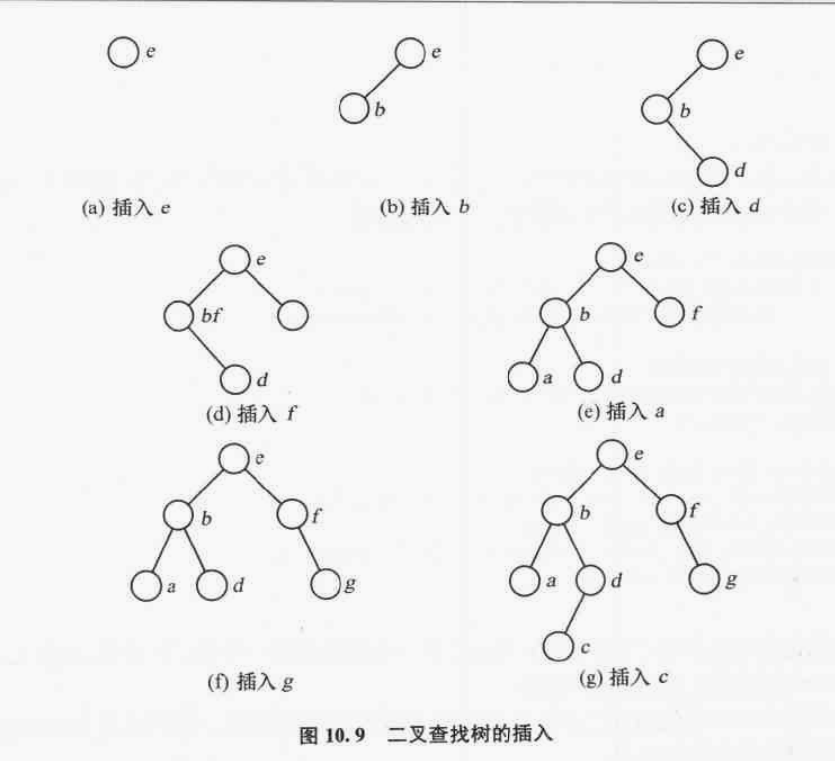 e
e
b
e
b
d
(a) 插入 e
(b) 插入 b
(c) 插入 d
e
bf
d
(d) 插入 f
e
b
f
a
d
(e) 插入 a
e
b
f
a
d
g
(f) 插入 g
e
b
f
a
d
g
c
(g) 插入 c
图 10.9 二叉查找树的插入